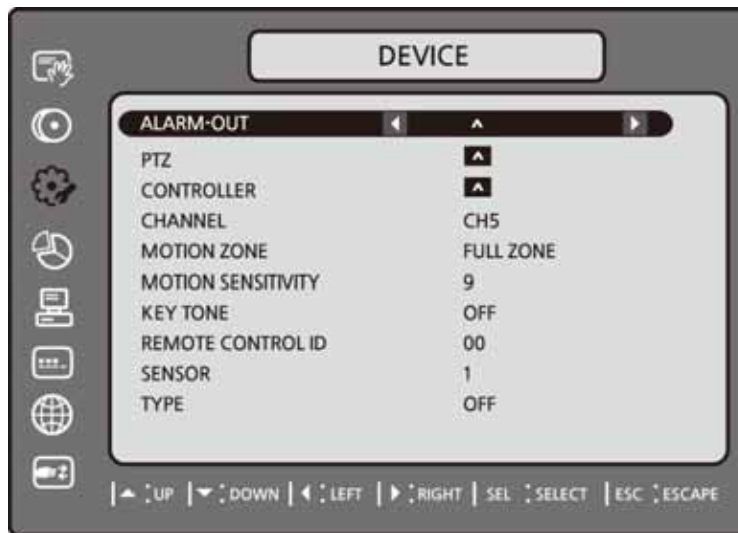 DEVICE
ALARM-OUT ^
PTZ ^
CONTROLLER ^
CHANNEL CH5
MOTION ZONE FULL ZONE
MOTION SENSITIVITY 9
KEY TONE OFF
REMOTE CONTROL ID 00
SENSOR 1
TYPE OFF
▲ : UP ▼ : DOWN ◀ : LEFT ▶ : RIGHT SEL : SELECT ESC : ESCAPE